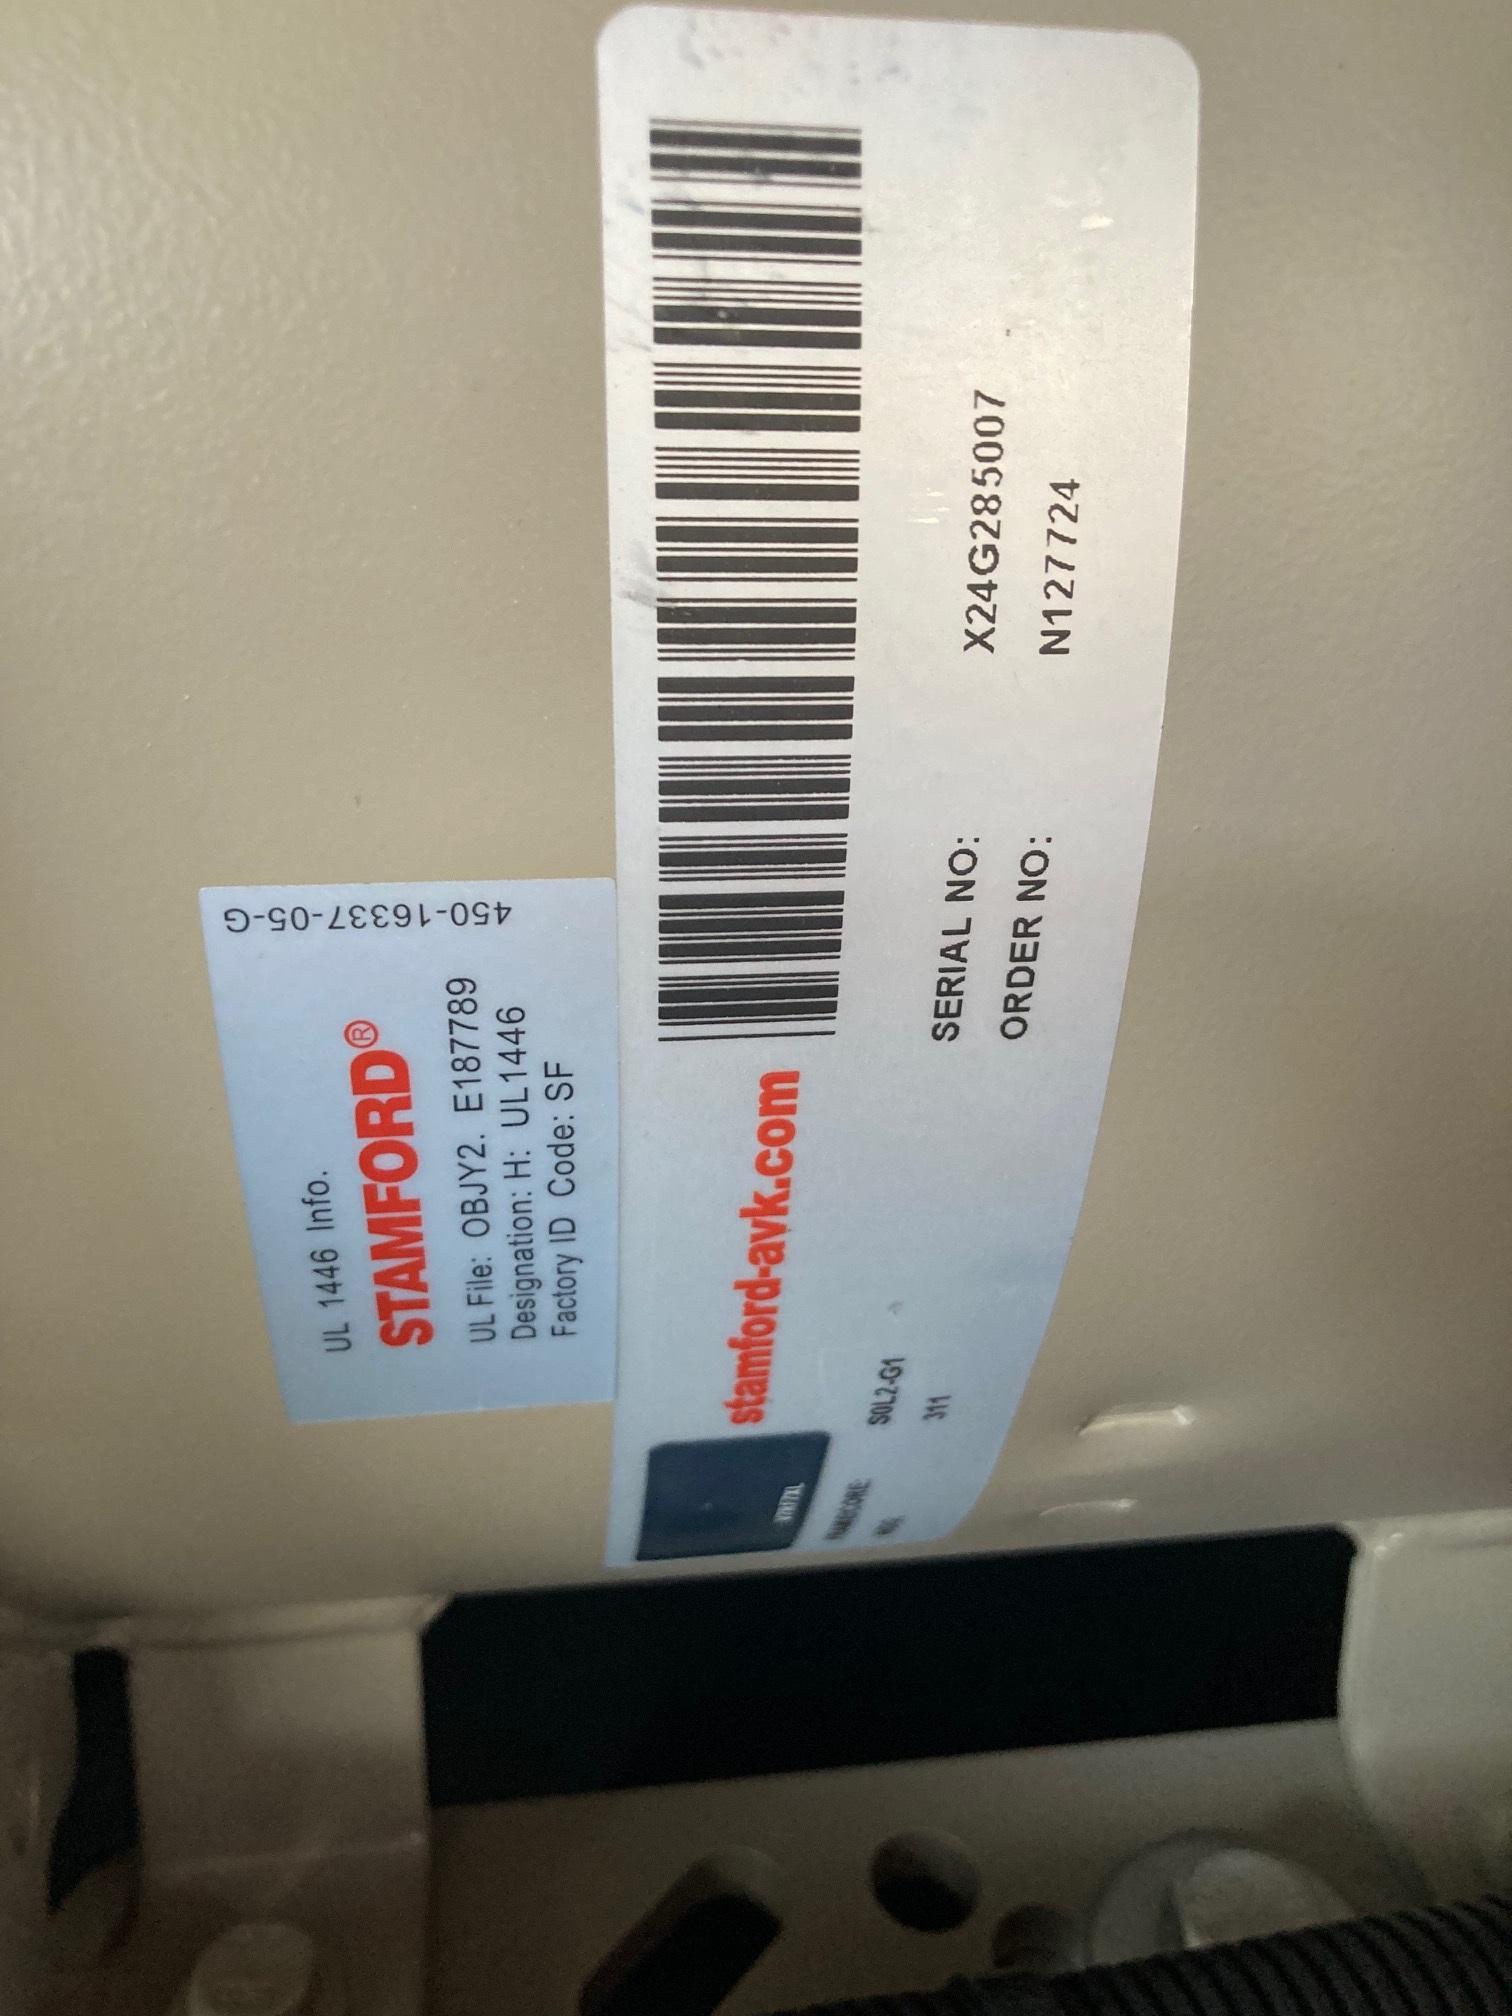 UL 1446 Info.
STAMFORD®
UL File: OBJY2. E187789
Designation: H: UL1446
Factory ID Code: SF
450-16337-05-G
stamford-avk.com
S0L2-G1
311
SERIAL NO: X24G285007
ORDER NO: N127724